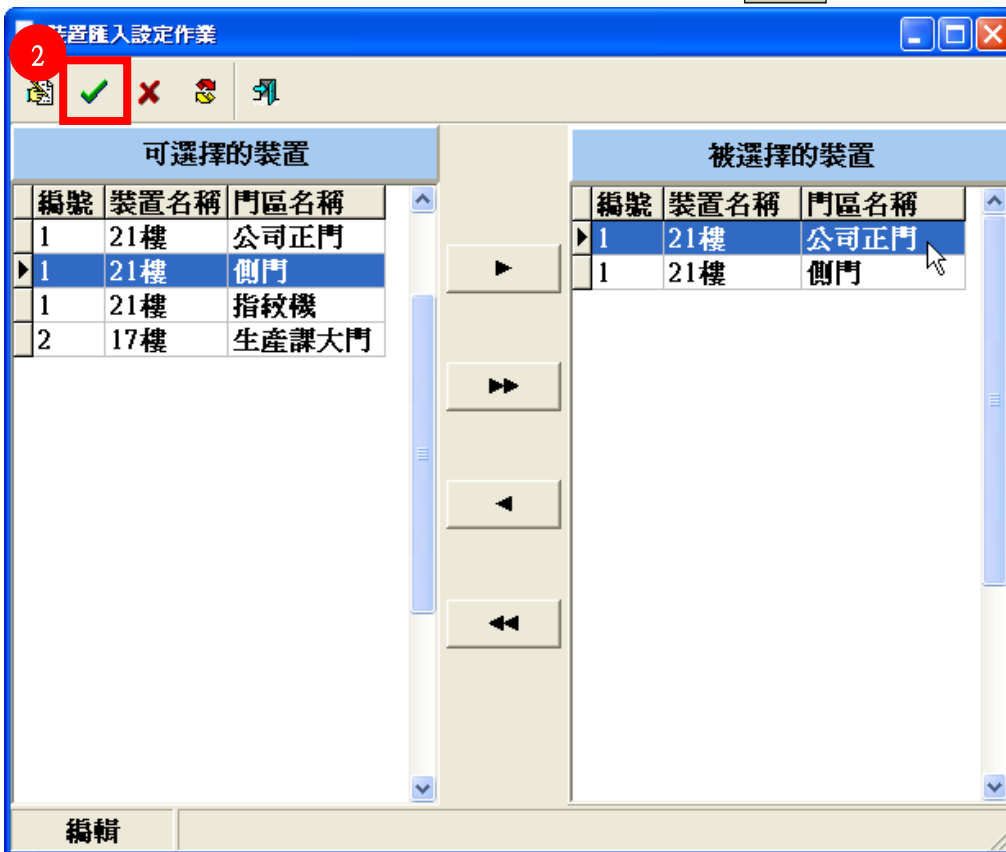 裝置匯入設定作業
2
可選擇的裝置
編號 裝置名稱 門區名稱
1 21樓 公司正門
1 21樓 側門
1 21樓 指紋機
2 17樓 生產課大門
被選擇的裝置
編號 裝置名稱 門區名稱
1 21樓 公司正門
1 21樓 側門
編輯